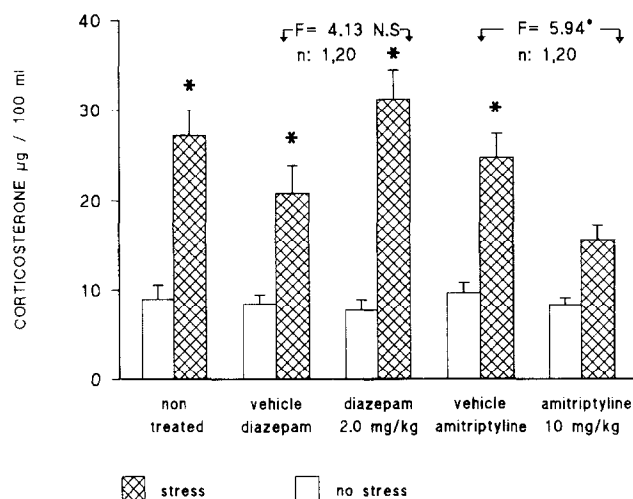 F= 4.13 N.S
n: 1,20
F= 5.94*
n: 1,20
CORTICOSTERONE µg / 100 ml
40
30
20
10
0
*
*
*
*
non treated
vehicle diazepam
diazepam 2.0 mg/kg
vehicle amitriptyline
amitriptyline 10 mg/kg
stress
no stress